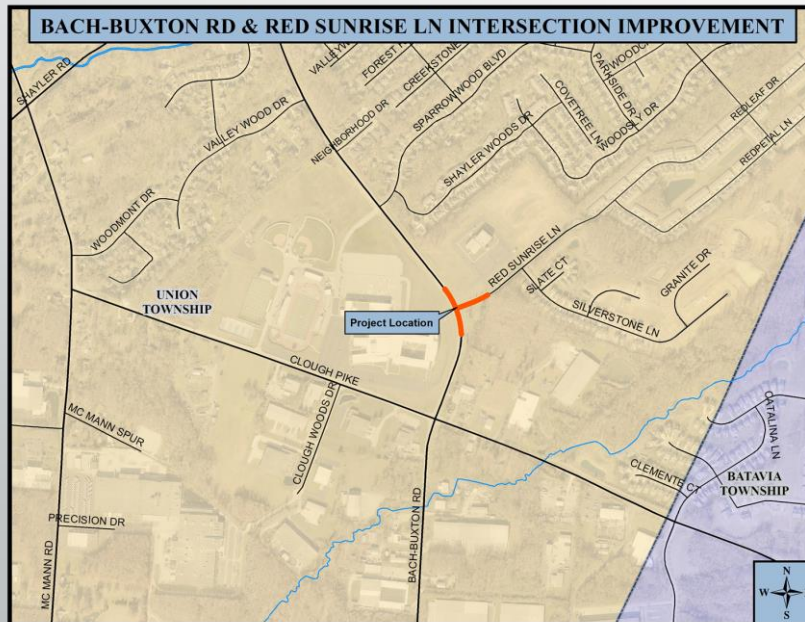 BACH-BUXTON RD & RED SUNRISE LN INTERSECTION IMPROVEMENT
SHAYLER RD
VALLEY WOOD DR
FOREST
CREEKSTONE
NEIGHBORHOOD DR
SPARROWWOOD BLVD
SHAYLER WOODS DR
COVETREE LN
PARKSIDE DR
WOODSLY DR
REDLEAF DR
REDPETAL LN
WOODMONT DR
UNION
TOWNSHIP
RED SUNRISE LN
SLATE CT
GRANITE DR
SILVERSTONE LN
Project Location
CLOUGH PIKE
CLOUGH WOODS DR
MC MANN SPUR
PRECISION DR
MC MANN RD
BACH-BUXTON RD
CLEMENTE CT
CATALINA LN
BATAVIA
TOWNSHIP
N
W E
S